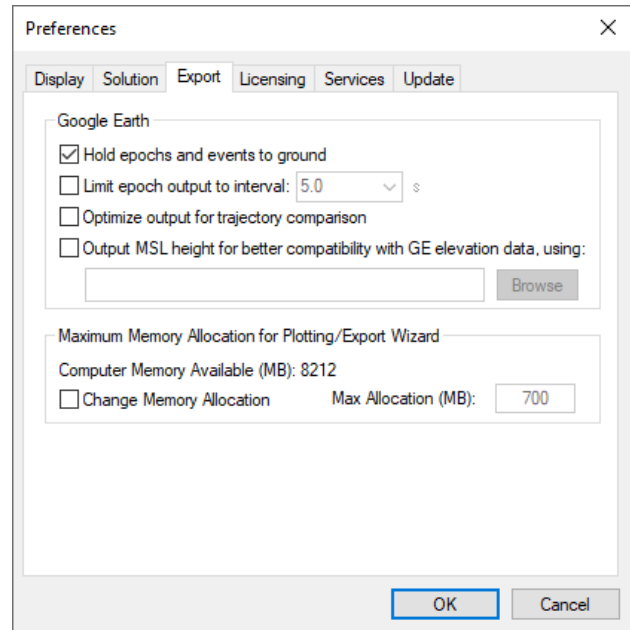 Preferences
Display Solution Export Licensing Services Update
Google Earth
Hold epochs and events to ground
Limit epoch output to interval: 5.0 s
Optimize output for trajectory comparison
Output MSL height for better compatibility with GE elevation data, using:
Browse
Maximum Memory Allocation for Plotting/Export Wizard
Computer Memory Available (MB): 8212
Change Memory Allocation Max Allocation (MB): 700
OK Cancel